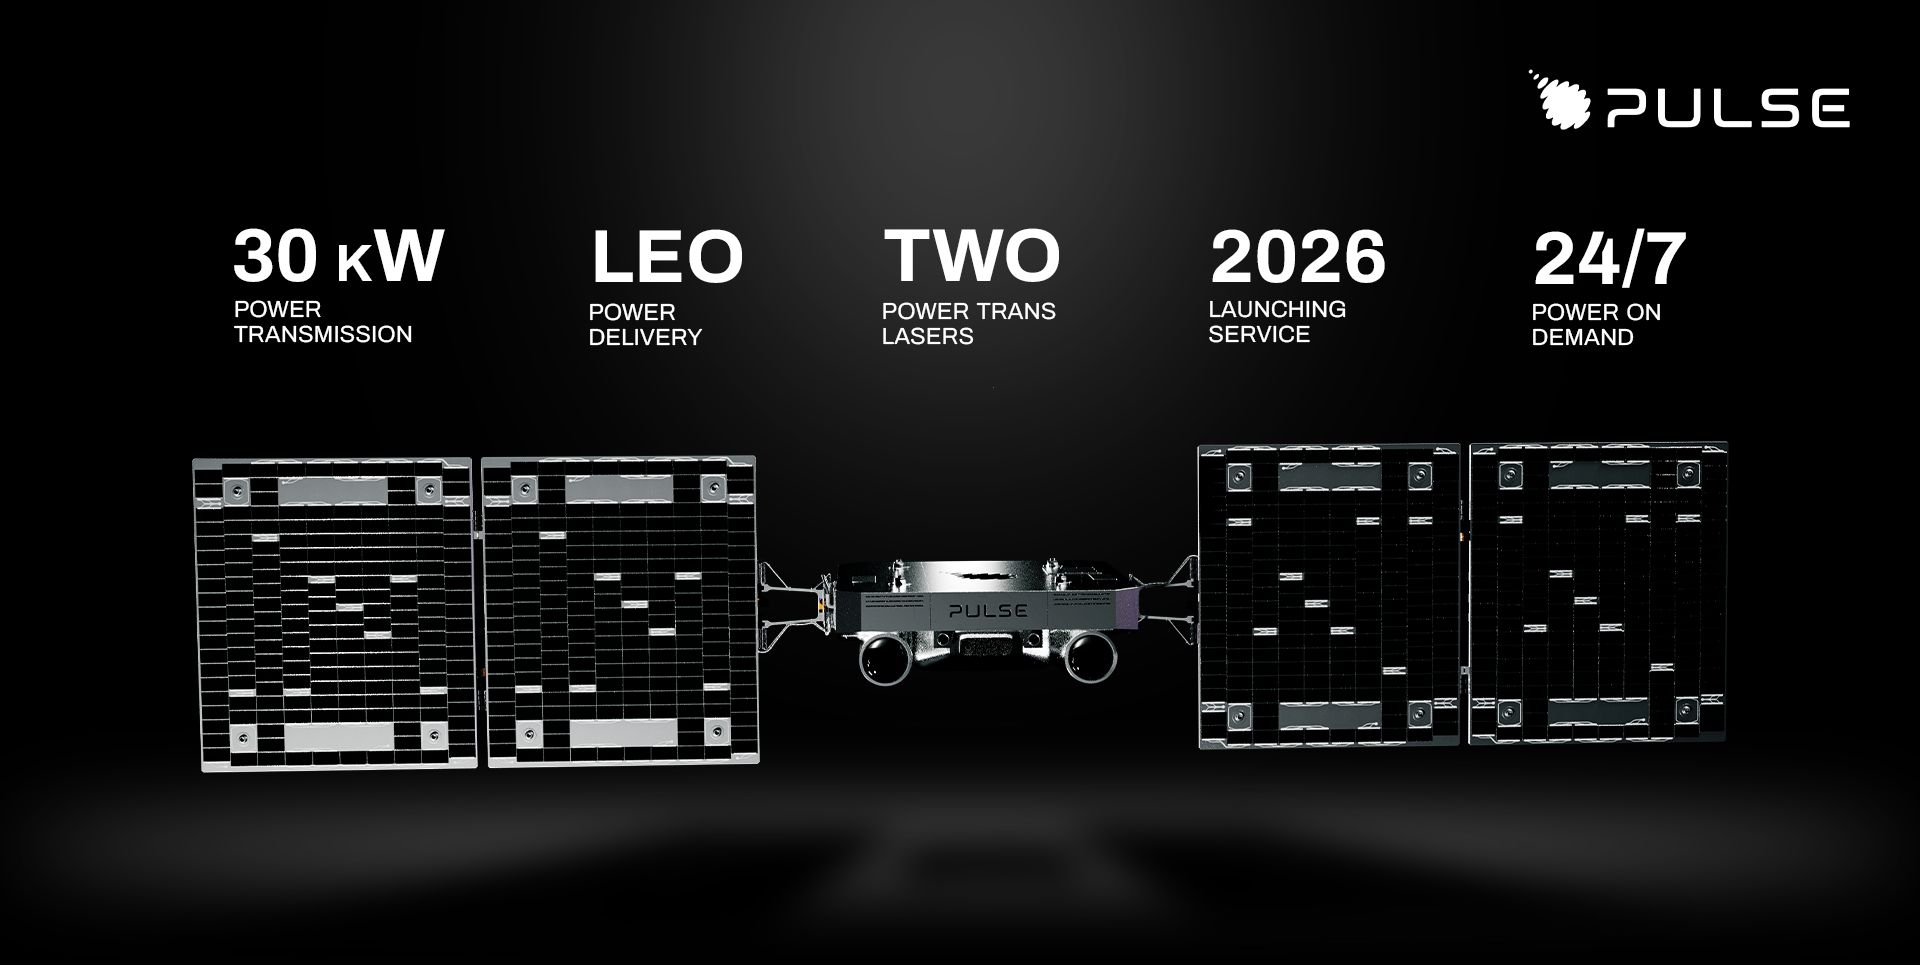 PULSE
30 KW
POWER
TRANSMISSION
LEO
POWER
DELIVERY
TWO
POWER TRANS
LASERS
2026
LAUNCHING
SERVICE
24/7
POWER ON
DEMAND
PULSE